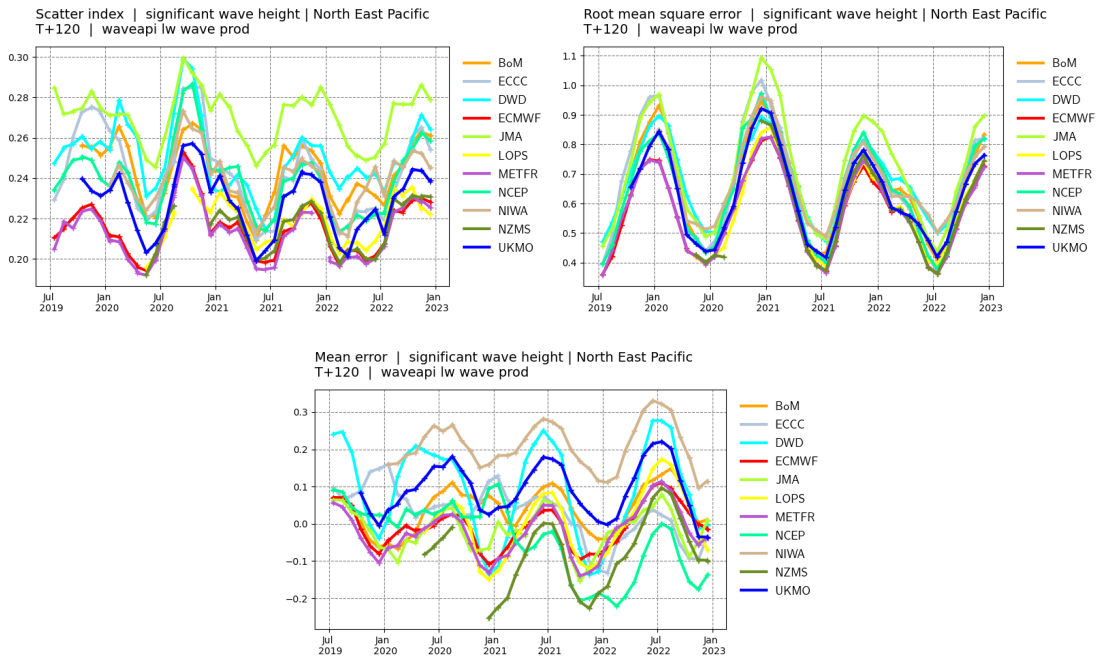 Scatter index | significant wave height | North East Pacific
T+120 | waveapi lw wave prod
0.30
0.28
0.26
0.24
0.22
0.20
Jul 2019
Jan 2020
Jul 2020
Jan 2021
Jul 2021
Jan 2022
Jul 2022
Jan 2023
BoM
ECCC
DWD
ECMWF
JMA
LOPS
METFR
NCEP
NIWA
NZMS
UKMO
Root mean square error | significant wave height | North East Pacific
T+120 | waveapi lw wave prod
1.1
1.0
0.9
0.8
0.7
0.6
0.5
0.4
Jul 2019
Jan 2020
Jul 2020
Jan 2021
Jul 2021
Jan 2022
Jul 2022
Jan 2023
BoM
ECCC
DWD
ECMWF
JMA
LOPS
METFR
NCEP
NIWA
NZMS
UKMO
Mean error | significant wave height | North East Pacific
T+120 | waveapi lw wave prod
0.3
0.2
0.1
0.0
−0.1
−0.2
Jul 2019
Jan 2020
Jul 2020
Jan 2021
Jul 2021
Jan 2022
Jul 2022
Jan 2023
BoM
ECCC
DWD
ECMWF
JMA
LOPS
METFR
NCEP
NIWA
NZMS
UKMO